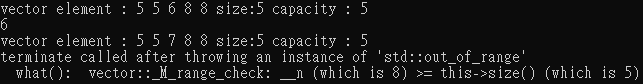 vector element : 5 5 6 8 8 size:5 capacity : 5
6
vector element : 5 5 7 8 8 size:5 capacity : 5
terminate called after throwing an instance of 'std::out_of_range'
  what():  vector::_M_range_check: __n (which is 8) >= this->size() (which is 5)